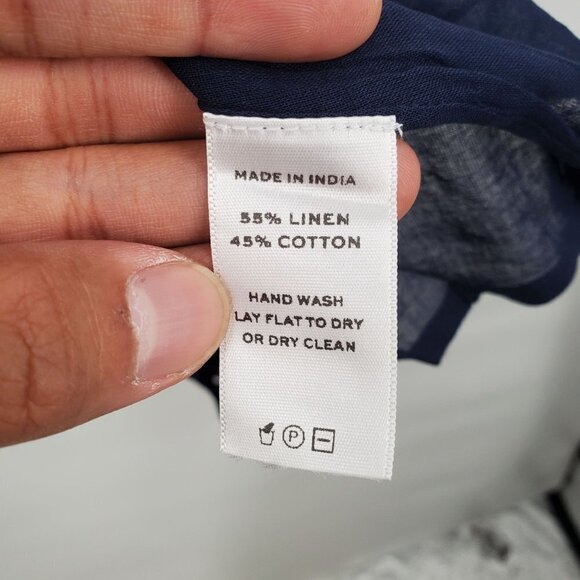 MADE IN INDIA
55% LINEN
45% COTTON
HAND WASH
LAY FLAT TO DRY
OR DRY CLEAN
P